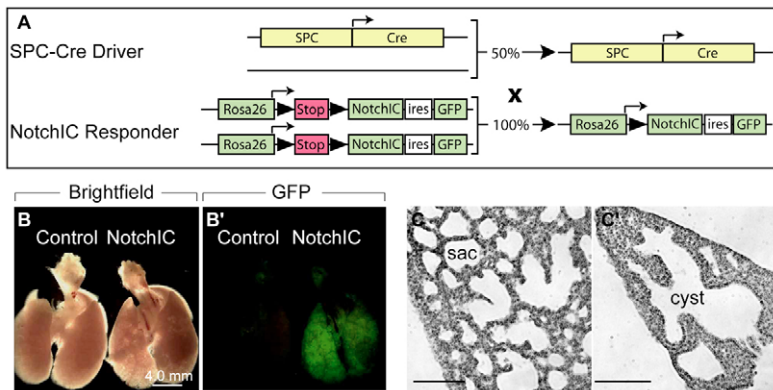 A
SPC Cre
SPC-Cre Driver
50%
SPC Cre
X
Rosa26 Stop NotchIC ires GFP
NotchIC Responder
100%
Rosa26 NotchIC ires GFP
Rosa26 Stop NotchIC ires GFP
Brightfield GFP
B B' C C'
Control NotchIC Control NotchIC
sac
cyst
4.0 mm